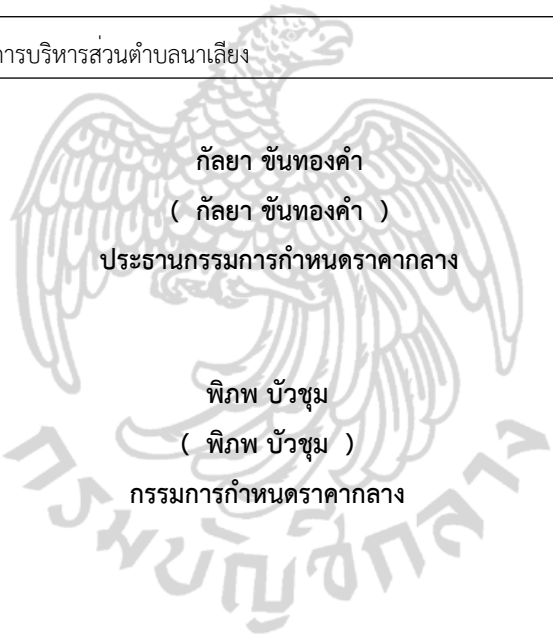 การบริหารส่วนตำบลนาเลียง
กัลยา ขันทองคำ
( กัลยา ขันทองคำ )
ประธานกรรมการกำหนดราคากลาง
พิภพ บัวชุม
( พิภพ บัวชุม )
กรรมการกำหนดราคากลาง
กรมบัญชีกลาง